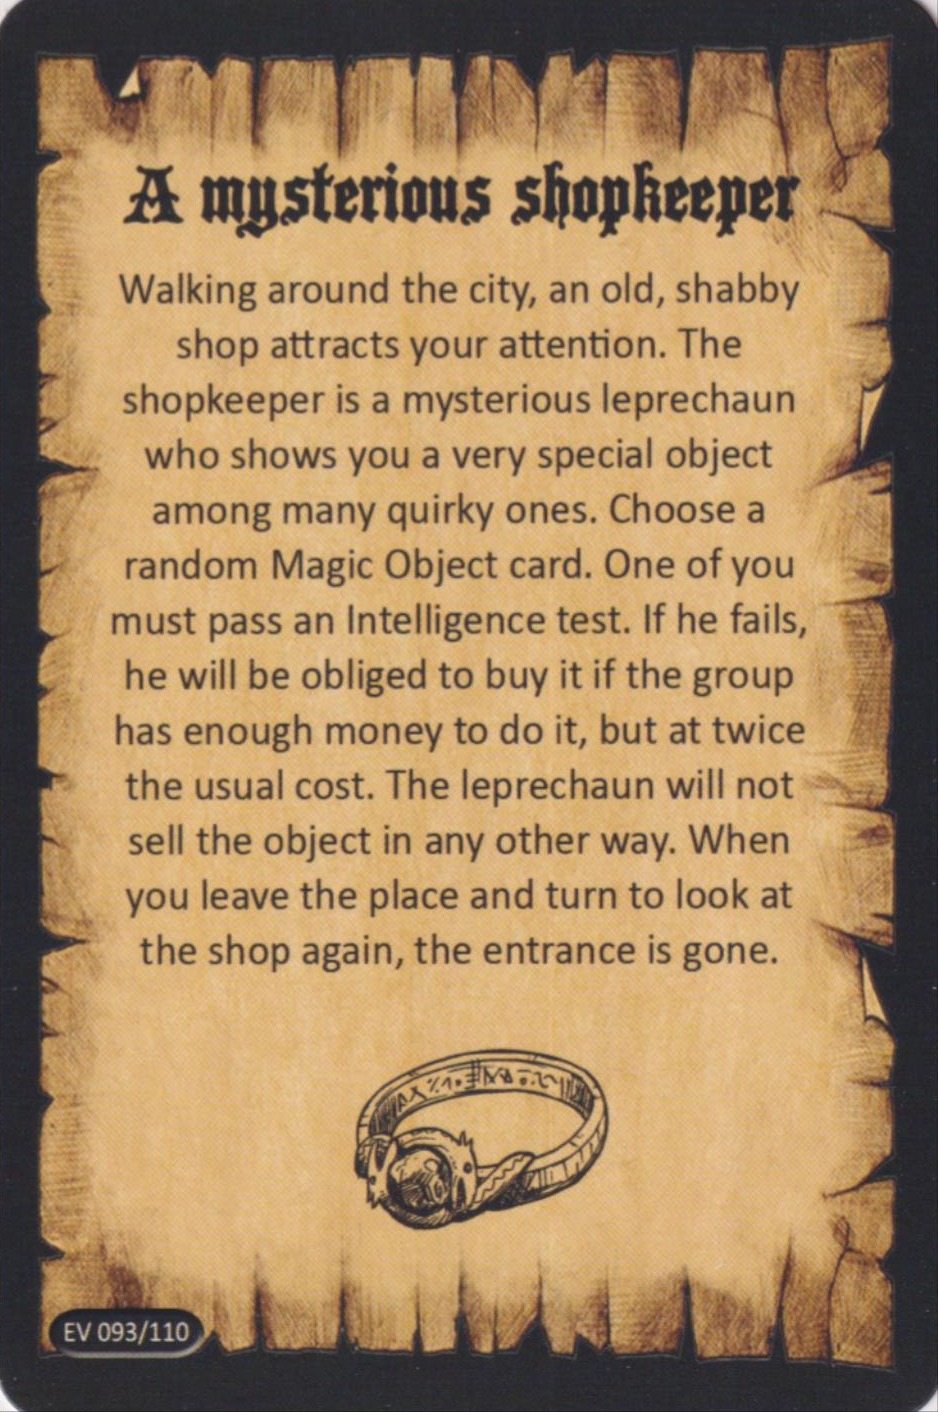 A mysterious shopkeeper
Walking around the city, an old, shabby
shop attracts your attention. The
shopkeeper is a mysterious leprechaun
who shows you a very special object
among many quirky ones. Choose a
random Magic Object card. One of you
must pass an Intelligence test. If he fails,
he will be obliged to buy it if the group
has enough money to do it, but at twice
the usual cost. The leprechaun will not
sell the object in any other way. When
you leave the place and turn to look at
the shop again, the entrance is gone.
EV 093/110